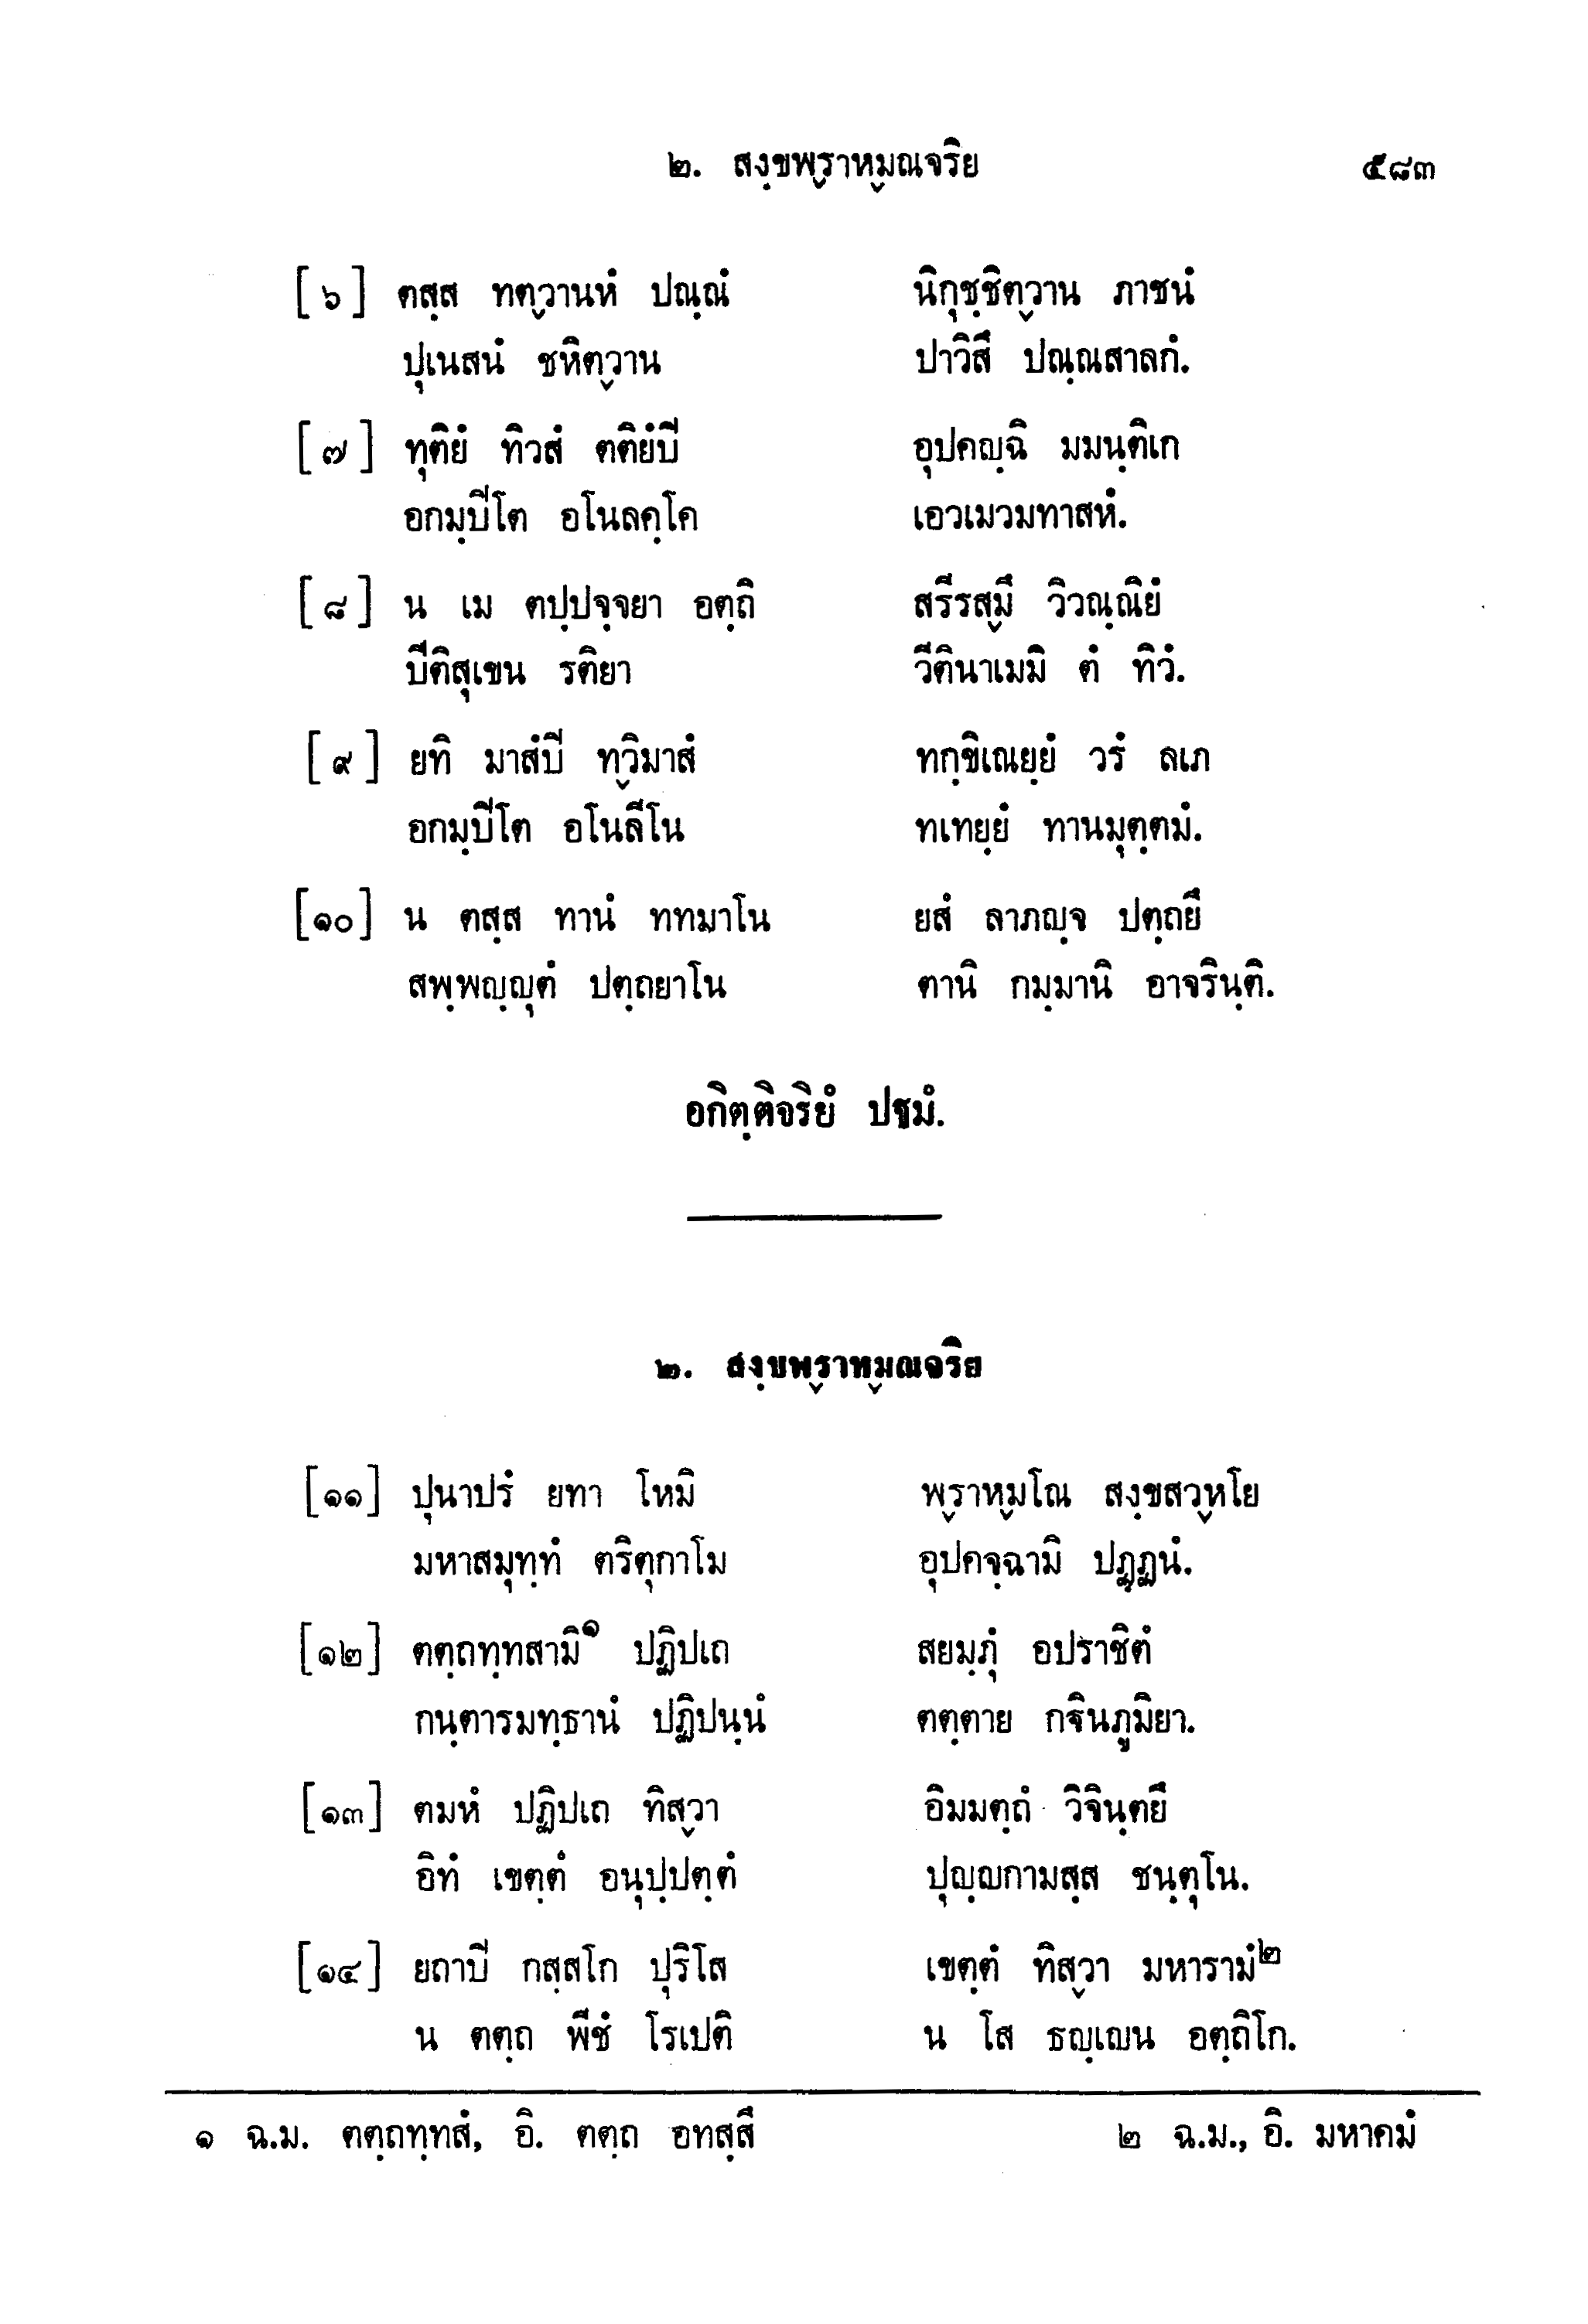 ๒. สงฺขพฺราหฺมณจริย ๕๘๓
[๖] ตสฺส ทตฺวานหํ ปณฺณํ นิกุชฺชิตฺวาน ภาชนํ
ปุเนสนํ ชหิตฺวาน ปาวิสึ ปณฺณสาลกํ.
[๗] ทุติยํ ทิวสํ ตติยํปิ อุปคญฺฉิ มมนฺติเก
อกมฺปิโต อโนลคฺโค เอวเมวมทาสหํ.
[๘] น เม ตปฺปจฺจยา อตฺถิ สรีรสฺมึ วิวณฺณิยํ
ปีติสุเขน รติยา วีตินาเมมิ ตํ ทิวํ.
[๙] ยทิ มาสํปิ ทฺวิมาสํ ทกฺขิเณยฺยํ วรํ ลเภ
อกมฺปิโต อโนลีโน ทเทยฺยํ ทานมุตฺตมํ.
[๑๐] น ตสฺส ทานํ ททมาโน ยสํ ลาภญฺจ ปตฺถยึ
สพฺพญฺญุตํ ปตฺถยาโน ตานิ กมฺมานิ อาจรินฺติ.
อกิตฺติจริยํ ปฐมํ.
๒. สงฺขพฺราหฺมณจริย
[๑๑] ปุนาปรํ ยทา โหมิ พฺราหฺมโณ สงฺขสวฺหโย
มหาสมุทฺทํ ตริตุกาโม อุปคจฺฉามิ ปฏฺฏนํ.
[๑๒] ตตฺถทฺทสามิ๑ ปฏิปเถ สยมฺภุํ อปราชิตํ
กนฺตารมทฺธานํ ปฏิปนฺนํ ตตฺตาย กฐินภูมิยา.
[๑๓] ตมหํ ปฏิปเถ ทิสฺวา อิมมตฺถํ วิจินฺตยึ
อิทํ เขตฺตํ อนุปฺปตฺตํ ปุญฺญกามสฺส ชนฺตุโน.
[๑๔] ยถาปิ กสฺสโก ปุริโส เขตฺตํ ทิสฺวา มหารามํ๒
น ตตฺถ พีชํ โรเปติ น โส ธญฺเญน อตฺถิโก.
๑ ฉ.ม. ตตฺถทฺทสํ, อิ. ตตฺถ อทสฺสึ ๒ ฉ.ม., อิ. มหาคมํ